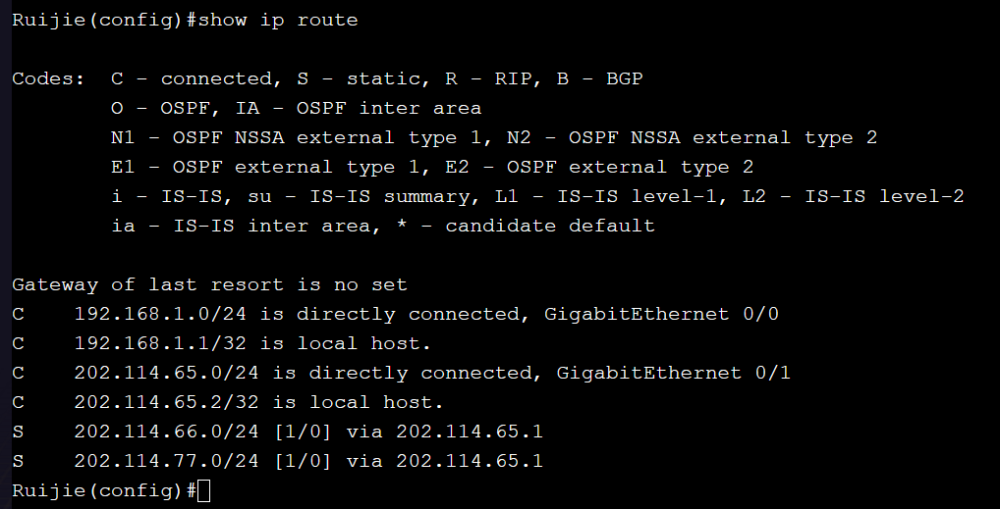 Ruijie(config)#show ip route
Codes:  C - connected, S - static, R - RIP, B - BGP
        O - OSPF, IA - OSPF inter area
        N1 - OSPF NSSA external type 1, N2 - OSPF NSSA external type 2
        E1 - OSPF external type 1, E2 - OSPF external type 2
        i - IS-IS, su - IS-IS summary, L1 - IS-IS level-1, L2 - IS-IS level-2
        ia - IS-IS inter area, * - candidate default
Gateway of last resort is no set
C    192.168.1.0/24 is directly connected, GigabitEthernet 0/0
C    192.168.1.1/32 is local host.
C    202.114.65.0/24 is directly connected, GigabitEthernet 0/1
C    202.114.65.2/32 is local host.
S    202.114.66.0/24 [1/0] via 202.114.65.1
S    202.114.77.0/24 [1/0] via 202.114.65.1
Ruijie(config)#